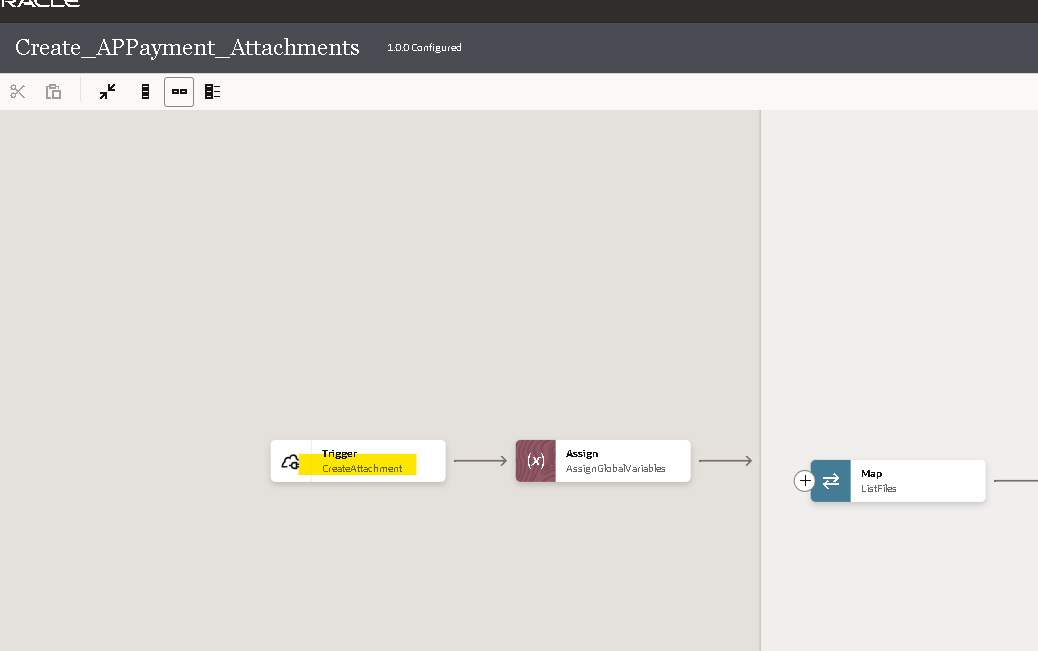 Create_APPayment_Attachments 1.0.0 Configured
Trigger
CreateAttachment
(x)
Assign
AssignGlobalVariables
Map
ListFiles